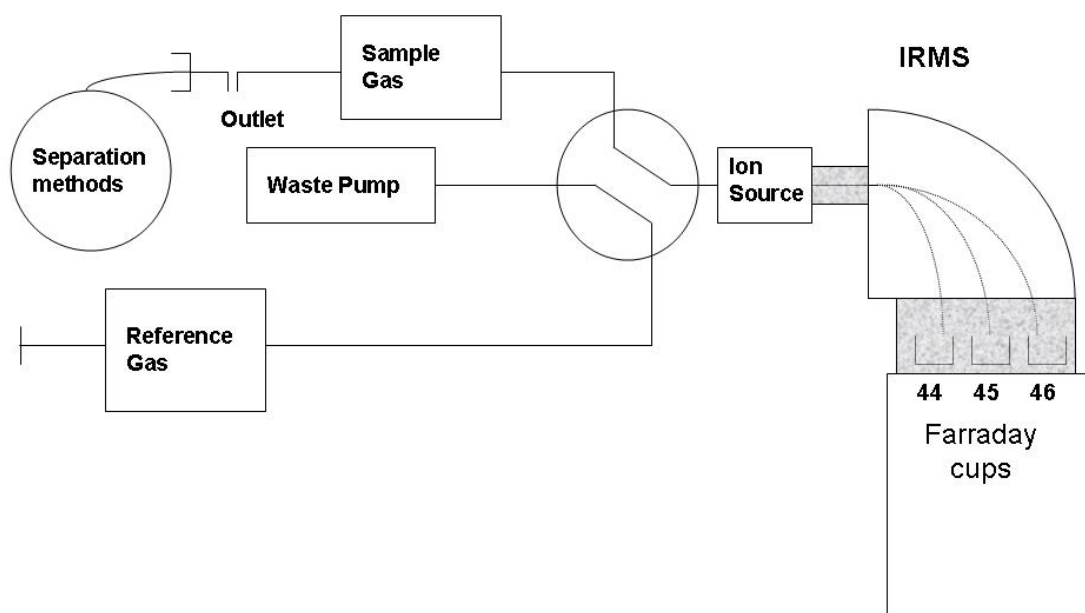 Sample
Gas
IRMS
Outlet
Separation
methods
Waste Pump
Ion
Source
Reference
Gas
44 45 46
Farraday
cups